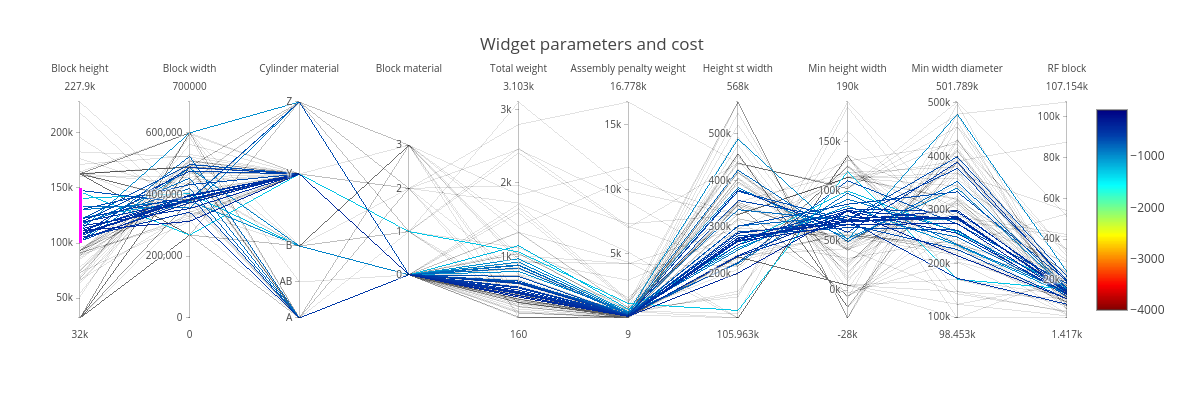 Widget parameters and cost
Block height Block width Cylinder material Block material Total weight Assembly penalty weight Height st width Min height width Min width diameter RF block
227.9k 700000 3.103k 16.778k 568k 190k 501.789k 107.154k
200k
150k
100k
50k
600,000
400,000
200,000
0
Z
Y
B
AB
A
3
2
1
0
3k
2k
1k
15k
10k
5k
500k
400k
300k
200k
150k
100k
50k
0k
500k
400k
300k
200k
100k
100k
80k
60k
40k
20k
−1000
−2000
−3000
−4000
32k 0 160 9 105.963k -28k 98.453k 1.417k